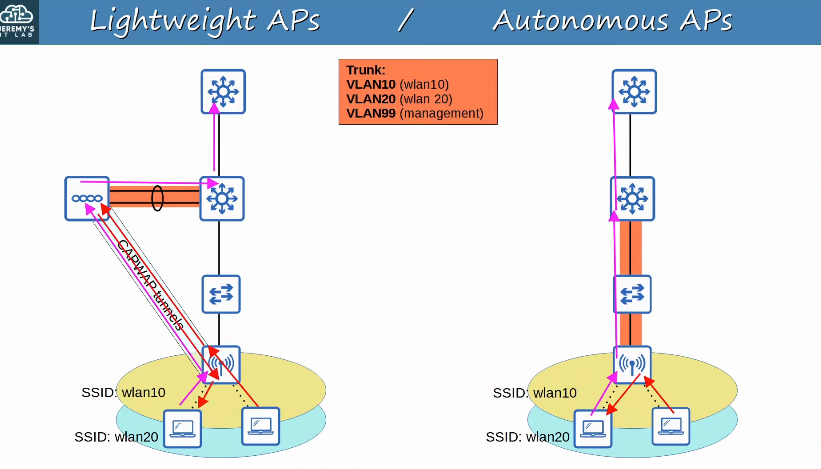 JEREMY'S
IT LAB
Lightweight APs / Autonomous APs
Trunk:
VLAN10 (wlan10)
VLAN20 (wlan 20)
VLAN99 (management)
CAPWAP tunnels
SSID: wlan10
SSID: wlan20
SSID: wlan10
SSID: wlan20